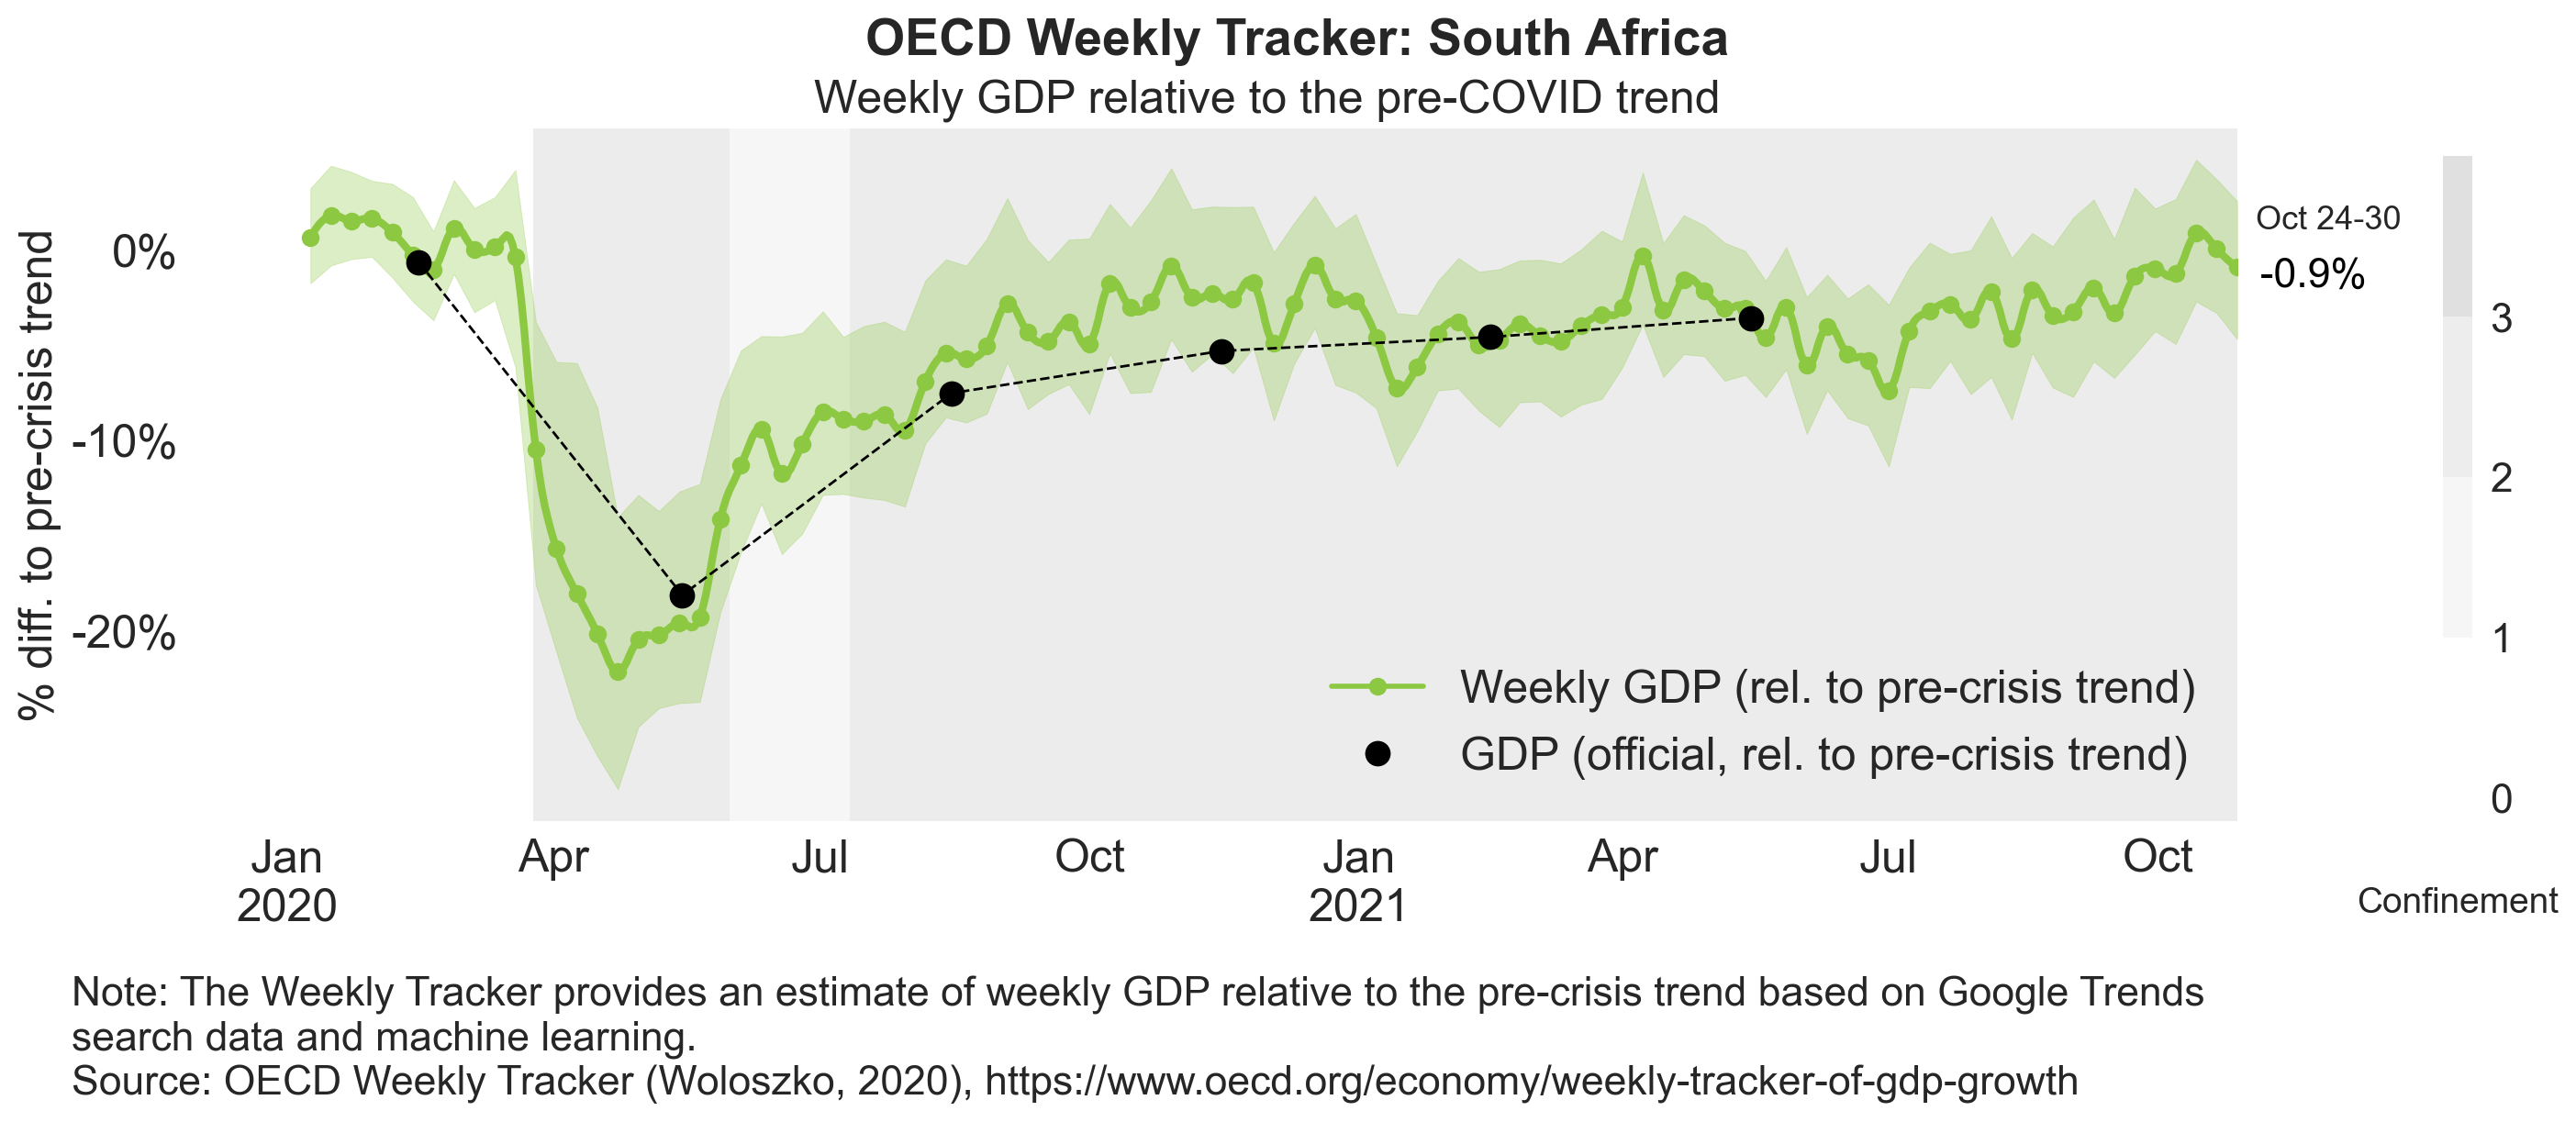 OECD Weekly Tracker: South Africa
Weekly GDP relative to the pre-COVID trend
% diff. to pre-crisis trend
0%
-10%
-20%
Oct 24-30
-0.9%
3
2
1
0
Confinement
Weekly GDP (rel. to pre-crisis trend)
GDP (official, rel. to pre-crisis trend)
Jan Apr Jul Oct Jan Apr Jul Oct
2020 2021
Note: The Weekly Tracker provides an estimate of weekly GDP relative to the pre-crisis trend based on Google Trends
search data and machine learning.
Source: OECD Weekly Tracker (Woloszko, 2020), https://www.oecd.org/economy/weekly-tracker-of-gdp-growth